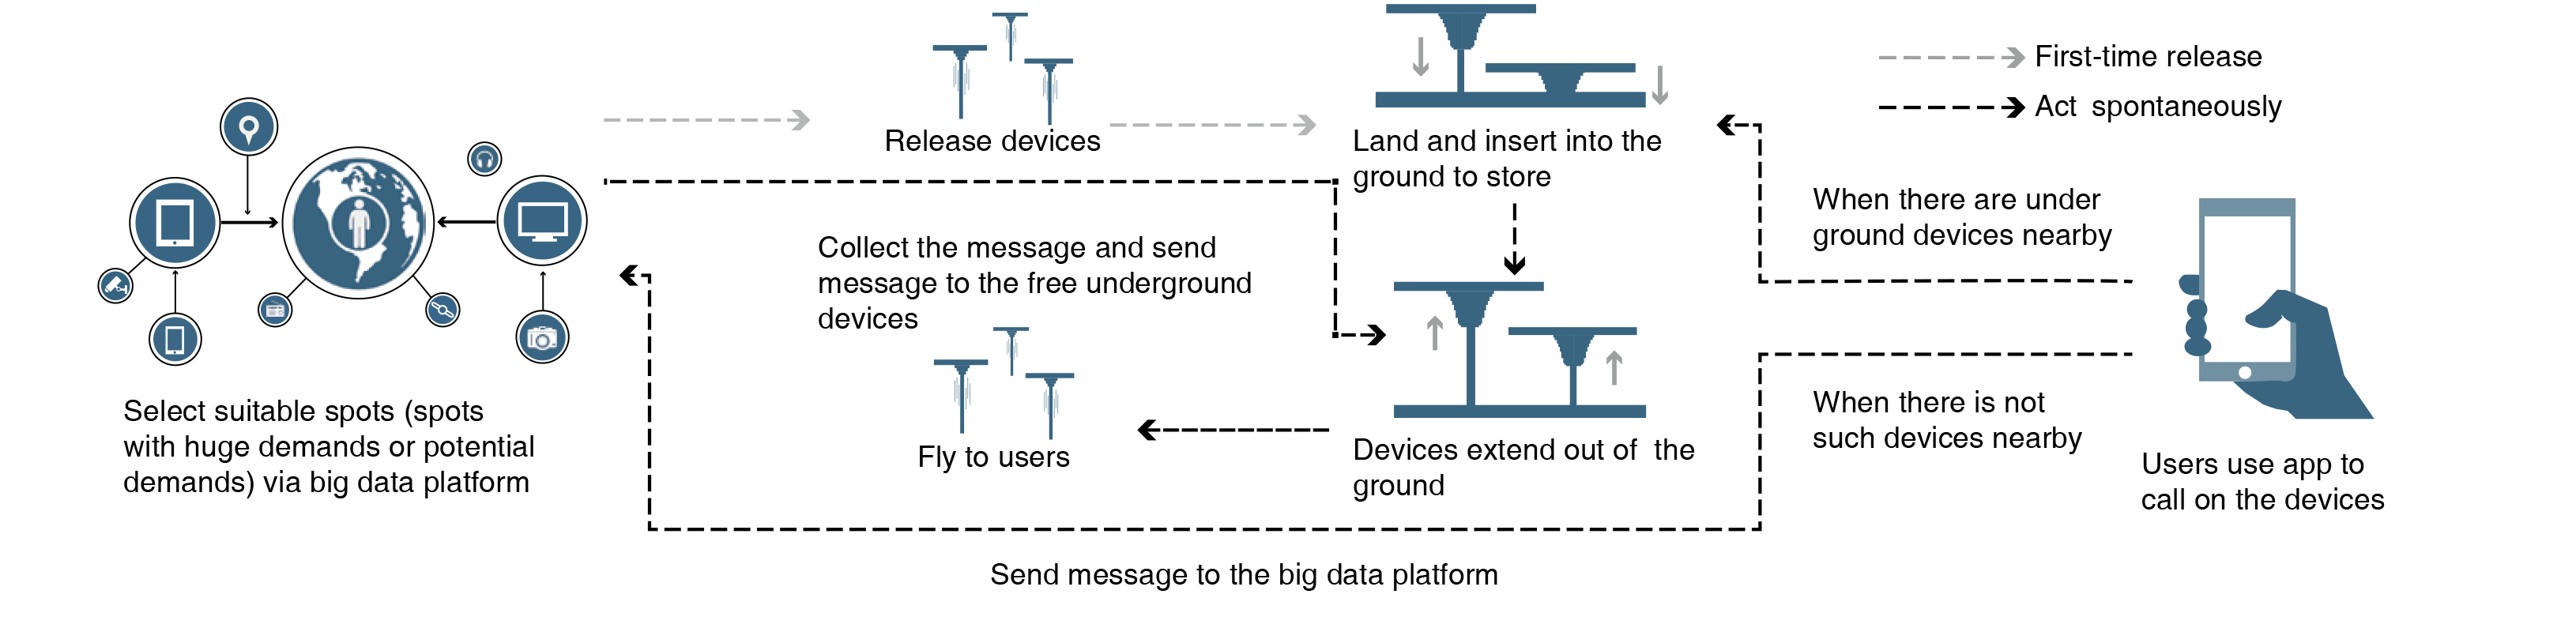 First-time release
Act spontaneously
Release devices
Land and insert into the
ground to store
When there are under
ground devices nearby
Collect the message and send
message to the free underground
devices
Select suitable spots (spots
with huge demands or potential
demands) via big data platform
Fly to users
Devices extend out of the
ground
When there is not
such devices nearby
Users use app to
call on the devices
Send message to the big data platform